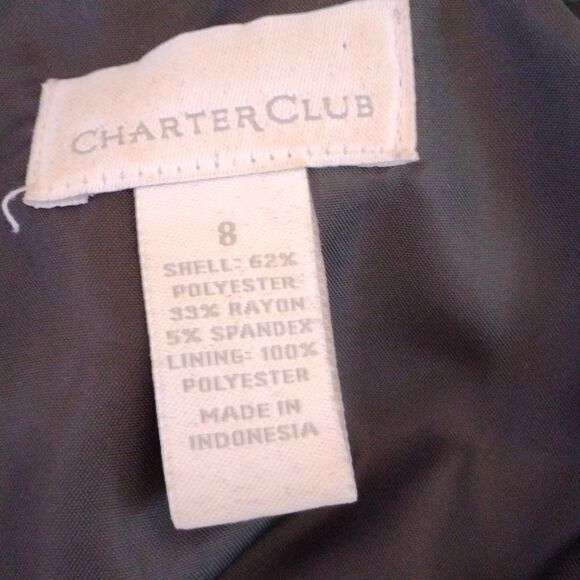 CHARTER CLUB
8
SHELL: 62%
POLYESTER
33% RAYON
5% SPANDEX
LINING: 100%
POLYESTER
MADE IN
INDONESIA